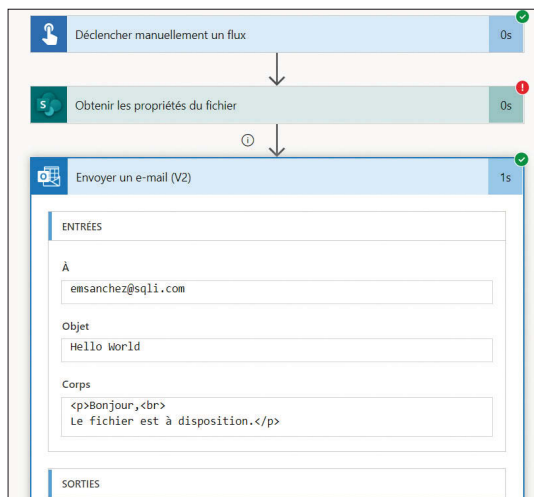 Déclencher manuellement un flux
0s
S
Obtenir les propriétés du fichier
0s
Envoyer un e-mail (V2)
1s
ENTRÉES
À
emsanchez@sqli.com
Objet
Hello World
Corps
<p>Bonjour,<br>
Le fichier est à disposition.</p>
SORTIES